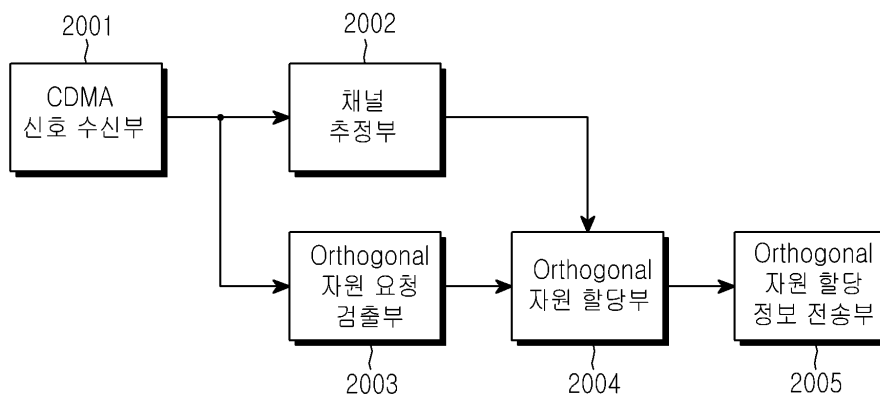 2001
2002
CDMA
신호 수신부
채널
추정부
Orthogonal
자원 요청
검출부
Orthogonal
자원 할당부
Orthogonal
자원 할당
정보 전송부
2003
2004
2005